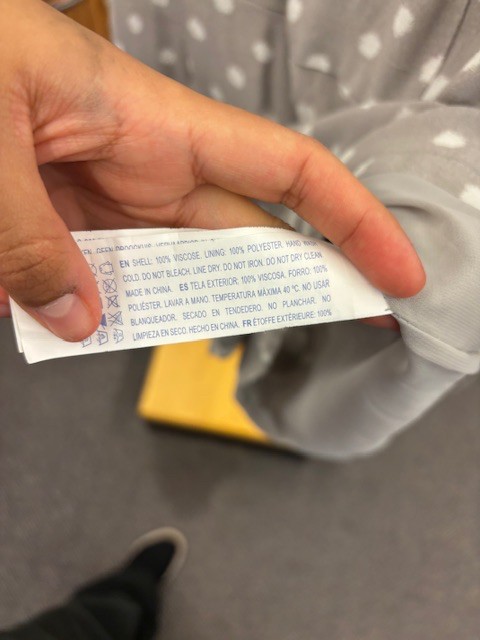 EN SHELL: 100% VISCOSE. LINING: 100% POLYESTER. HAND WASH
COLD. DO NOT BLEACH. LINE DRY. DO NOT IRON. DO NOT DRY CLEAN
MADE IN CHINA. ES TELA EXTERIOR: 100% VISCOSA, FORRO: 100%
POLIÉSTER. LAVAR A MANO. TEMPERATURA MÁXIMA 40 ºC. NO USAR
BLANQUEADOR. SECADO, EN TENDEDERO. NO PLANCHAR. NO
LIMPIEZA EN SECO. HECHO EN CHINA. FR ÉTOFFE EXTÉRIEURE: 100%